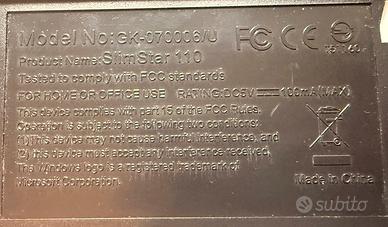 Model No:GK-070006/U
Product Name:SlimStar 110
Tested to comply with FCC standards
FOR HOME OR OFFICE USE RATING:DC5V 100mA(MAX)
This device complies with part 15 of the FCC Rules.
Operation is subject to the following two conditions:
(1)This device may not cause harmful interference, and
(2) this device must accept any interference received.
The Windows logo is a registered trademark of
Microsoft Corporation.
FC CE
Made in China
subito